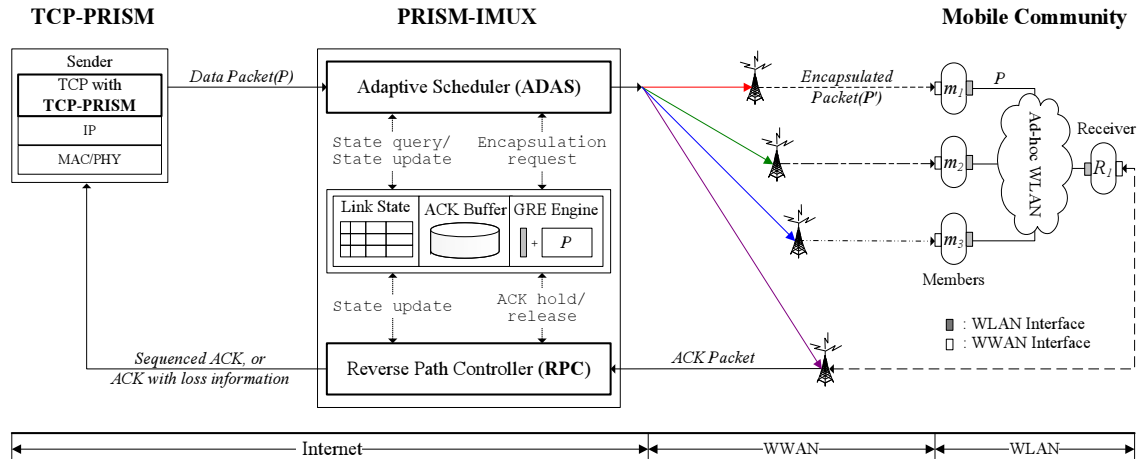 TCP-PRISM
PRISM-IMUX
Mobile Community
Sender
TCP with
TCP-PRISM
IP
MAC/PHY
Data Packet(P)
Adaptive Scheduler (ADAS)
State query/
State update
Encapsulation
request
Link State
ACK Buffer
GRE Engine
+
P
State update
ACK hold/
release
Reverse Path Controller (RPC)
Sequenced ACK, or
ACK with loss information
ACK Packet
Encapsulated
Packet(P')
m1
P
m2
m3
Members
Ad-hoc WLAN
Receiver
R1
: WLAN Interface
: WWAN Interface
Internet
WWAN
WLAN